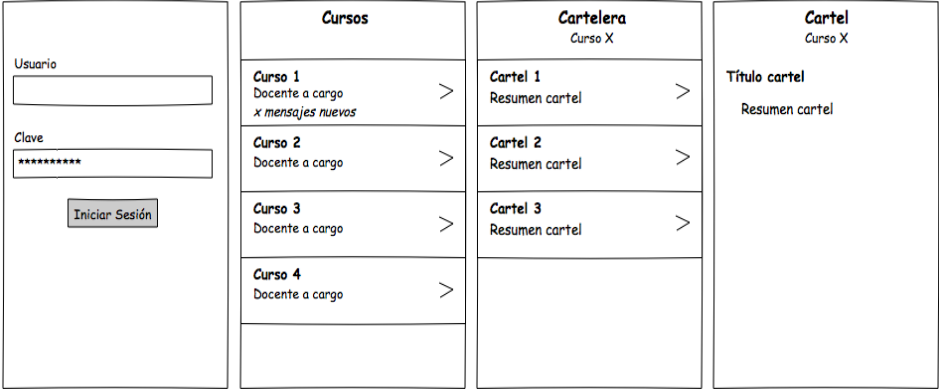 Usuario
Clave
**********
Iniciar Sesión
Cursos
Curso 1
Docente a cargo
x mensajes nuevos
Curso 2
Docente a cargo
Curso 3
Docente a cargo
Curso 4
Docente a cargo
Cartelera
Curso X
Cartel 1
Resumen cartel
Cartel 2
Resumen cartel
Cartel 3
Resumen cartel
Cartel
Curso X
Título cartel
Resumen cartel